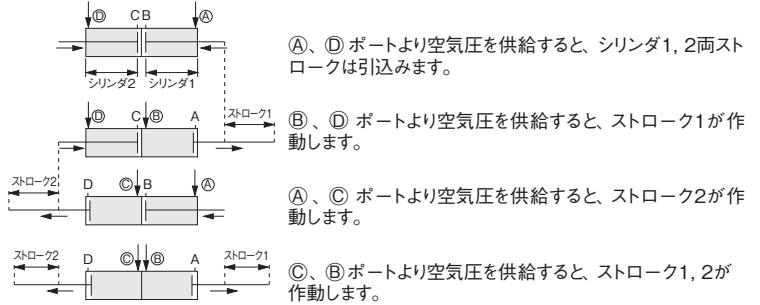 Ⓓ C B Ⓐ
シリンダ2 シリンダ1
Ⓐ、Ⓓ ポートより空気圧を供給すると、シリンダ1, 2両スト
ロークは引込みます。
Ⓓ C Ⓑ A ストローク1
Ⓑ、Ⓓ ポートより空気圧を供給すると、ストローク1が作
動します。
ストローク2 D Ⓒ B Ⓐ
Ⓐ、Ⓒ ポートより空気圧を供給すると、ストローク2が作
動します。
ストローク2 D Ⓒ Ⓑ A ストローク1
Ⓒ、Ⓑポートより空気圧を供給すると、ストローク1, 2が
作動します。